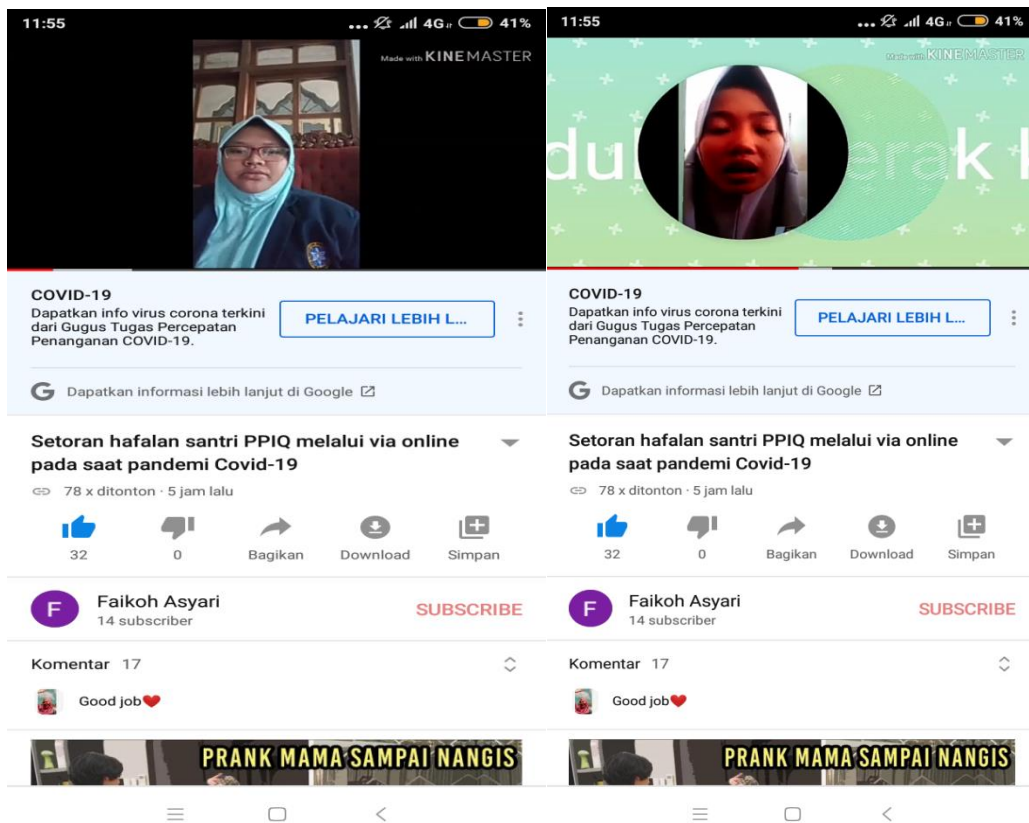 11:55
... 4G 41%
Made with KINEMASTER
COVID-19
Dapatkan info virus corona terkini
dari Gugus Tugas Percepatan
Penanganan COVID-19.
PELAJARI LEBIH L...
G Dapatkan informasi lebih lanjut di Google
Setoran hafalan santri PPIQ melalui via online
pada saat pandemi Covid-19
78 x ditonton · 5 jam lalu
32 0 Bagikan Download Simpan
F
Faikoh Asyari
14 subscriber
SUBSCRIBE
Komentar 17
Good job❤️
PRANK MAMA SAMPAI NANGIS
11:55
... 4G 41%
Made with KINEMASTER
du erak
COVID-19
Dapatkan info virus corona terkini
dari Gugus Tugas Percepatan
Penanganan COVID-19.
PELAJARI LEBIH L...
G Dapatkan informasi lebih lanjut di Google
Setoran hafalan santri PPIQ melalui via online
pada saat pandemi Covid-19
78 x ditonton · 5 jam lalu
32 0 Bagikan Download Simpan
F
Faikoh Asyari
14 subscriber
SUBSCRIBE
Komentar 17
Good job❤️
PRANK MAMA SAMPAI NANGIS